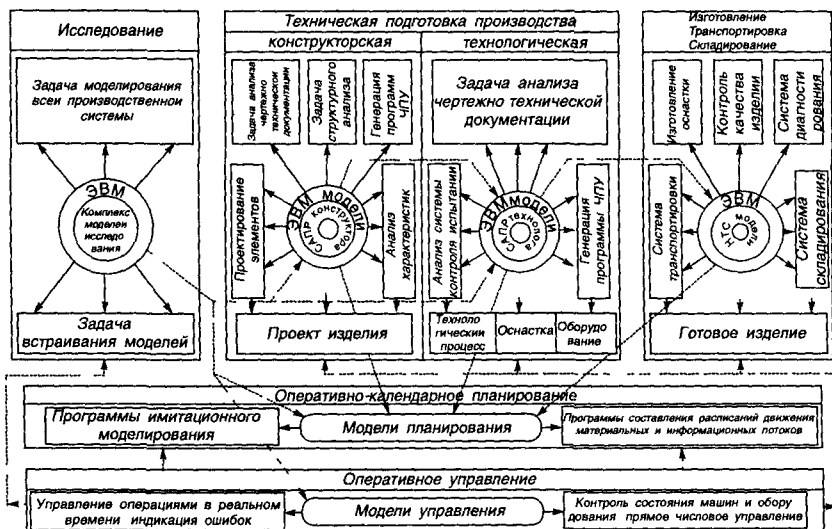 Исследование
Задача моделирования
всей производственной
системы
ЭВМ
Комплекс
моделей
исследо
вания
Задача
встраивания моделей
Техническая подготовка производства
конструкторская
технологическая
Задача анализа
чертежно
технической
документации
Задача
структурного
анализа
Генерация
программ
ЧПУ
Проектирование
элементов
ЭВМ модели
САПР конструктора
Анализ
характеристик
Проект изделия
Задача анализа
чертежно технической
документации
Анализ системы
контроля испытании
ЭВМ модели
САПР технолога
Генерация
программы ЧПУ
Техноло
гический
процесс
Оснастка
Оборудо
вание
Изготовление
Транспортировка
Складирование
Изготовление
оснастки
Контроль
качества
изделии
Система
диагности
рования
Система
транспортировки
ЭВМ
НТС модели
Система
складирования
Готовое изделие
Оперативно-календарное планирование
Программы имитационного
моделирования
Модели планирования
Программы составления расписаний движения
материальных и информационных потоков
Оперативное управление
Управление операциями в реальном
времени индикация ошибок
Модели управления
Контроль состояния машин и обору
дования прямое числовое управление